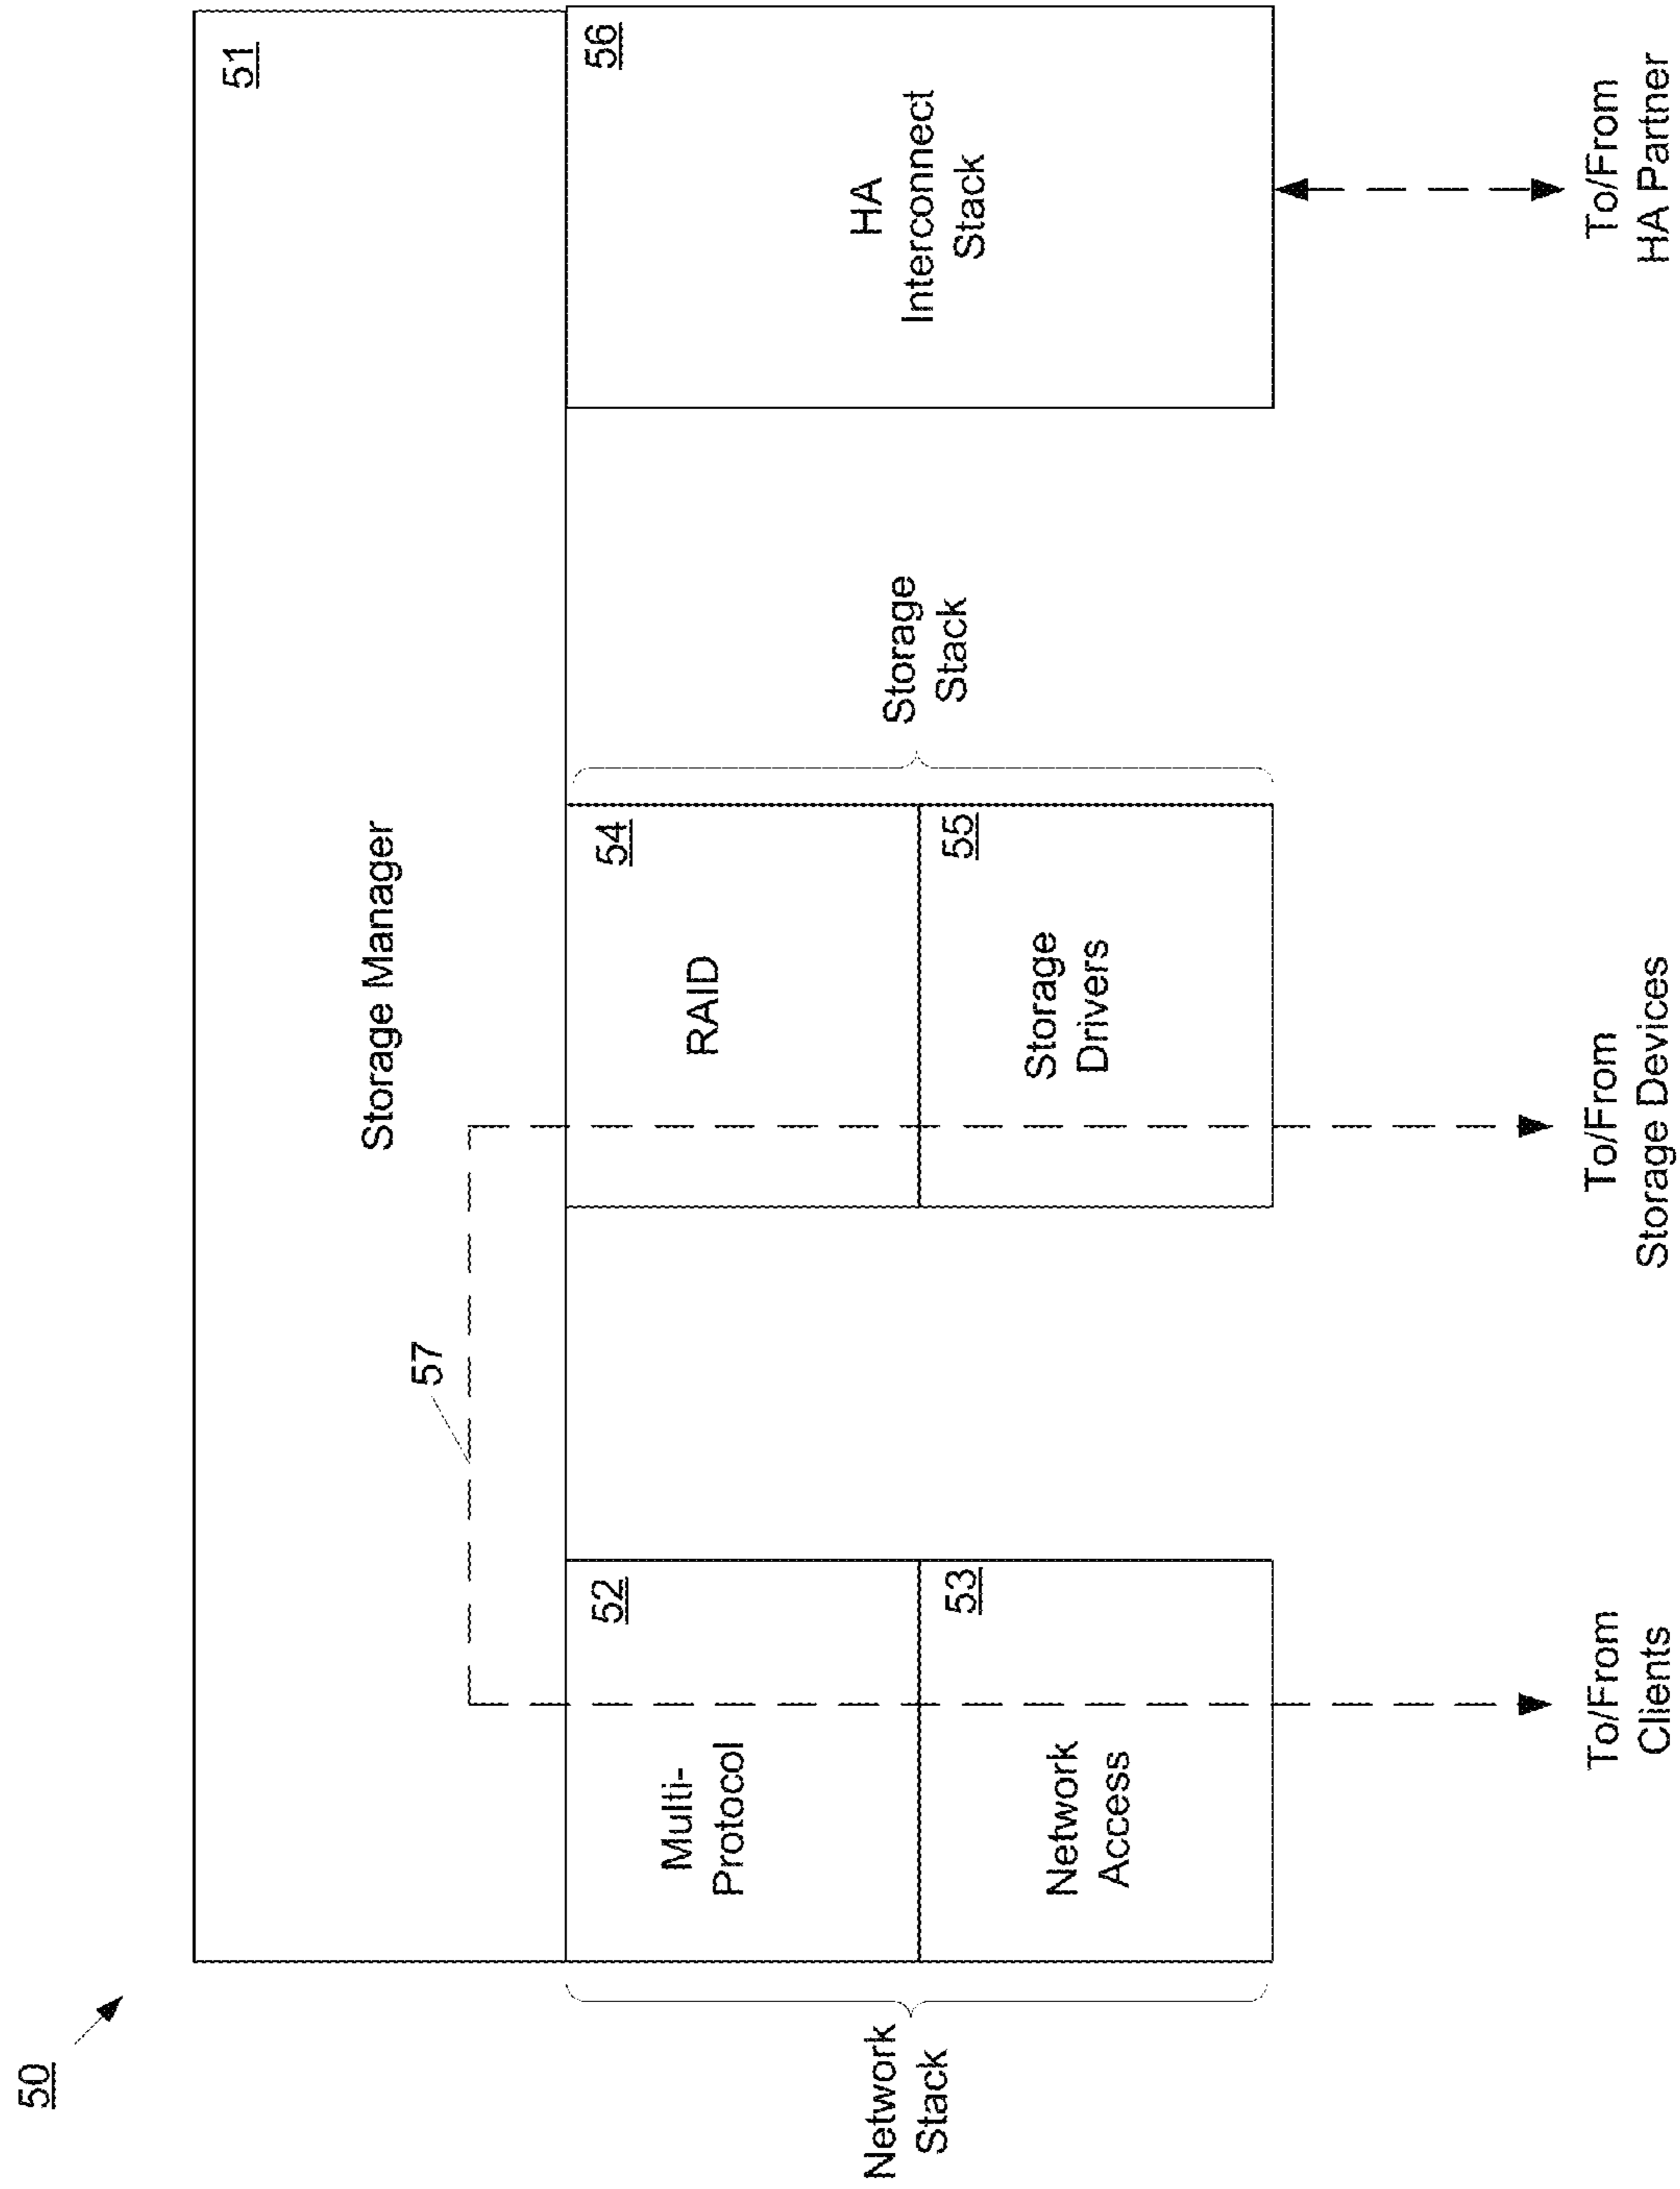 50
51
Storage Manager
57
52
Multi-
Protocol
53
Network
Access
Network
Stack
54
RAID
55
Storage
Drivers
Storage
Stack
56
HA
Interconnect
Stack
To/From
Clients
To/From
Storage Devices
To/From
HA Partner